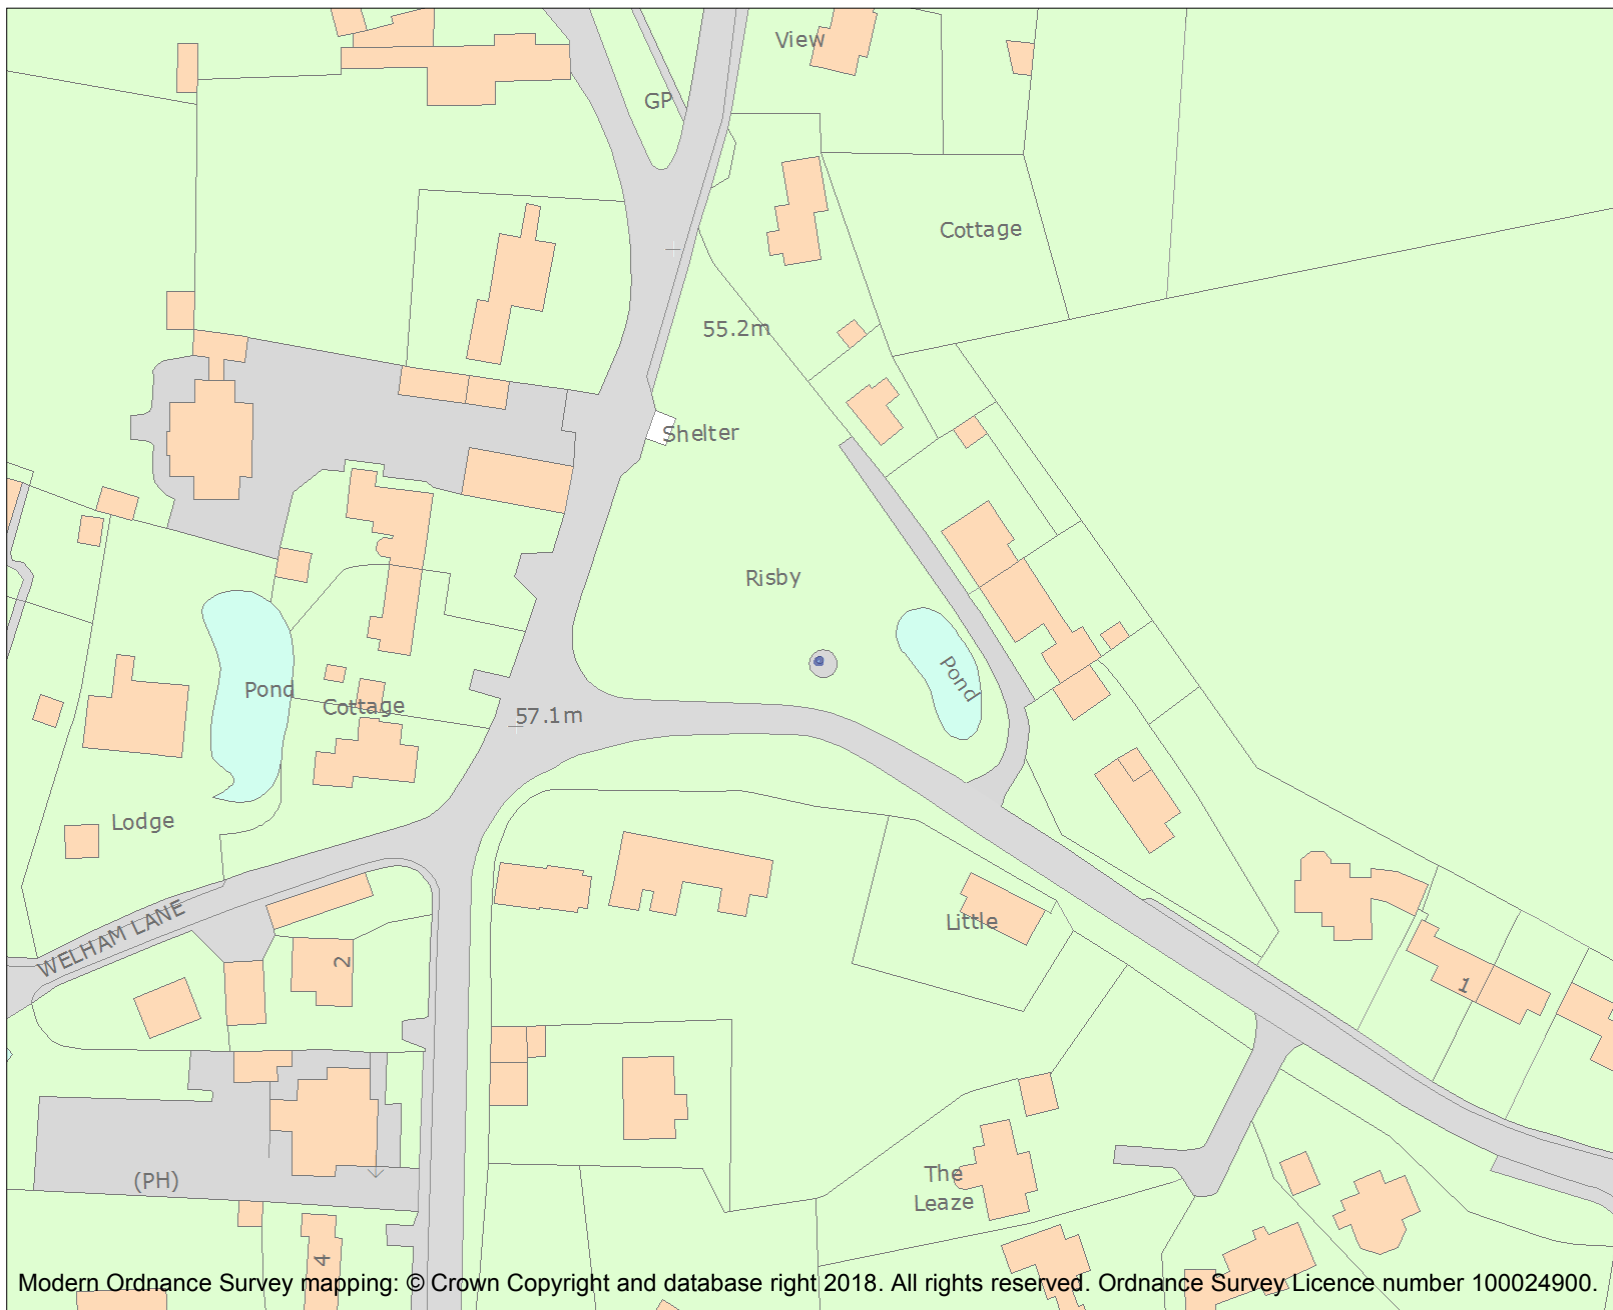 View
GP
Cottage
55.2m
Shelter
Risby
Pond
Pond
Cottage
57.1m
Lodge
WELHAM LANE
Little
2
1
The
Leaze
(PH)
4
Modern Ordnance Survey mapping: © Crown Copyright and database right 2018. All rights reserved. Ordnance Survey Licence number 100024900.